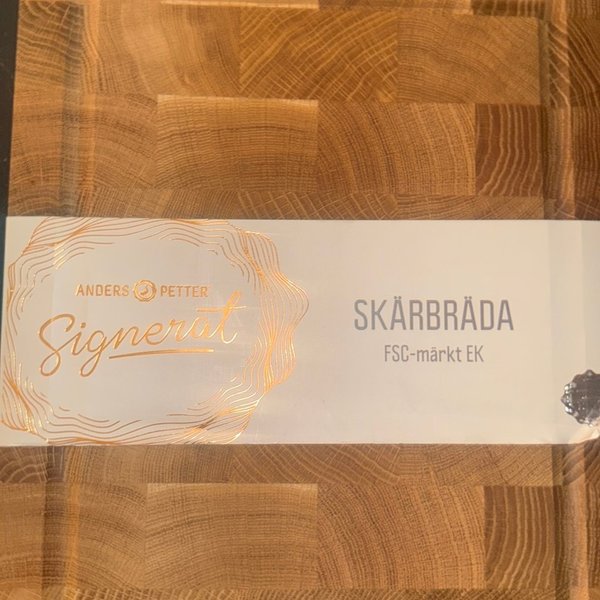 ANDERS PETTER
Signerat
SKÄRBRÄDA
FSC-märkt EK